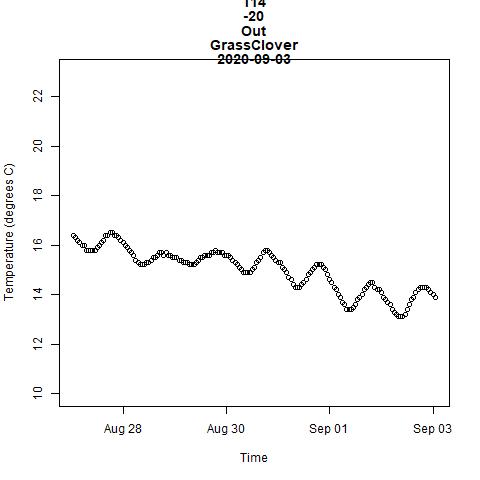 T14
-20
Out
GrassClover
2020-09-03
22
20
18
16
14
12
10
Temperature (degrees C)
Aug 28 Aug 30 Sep 01 Sep 03
Time